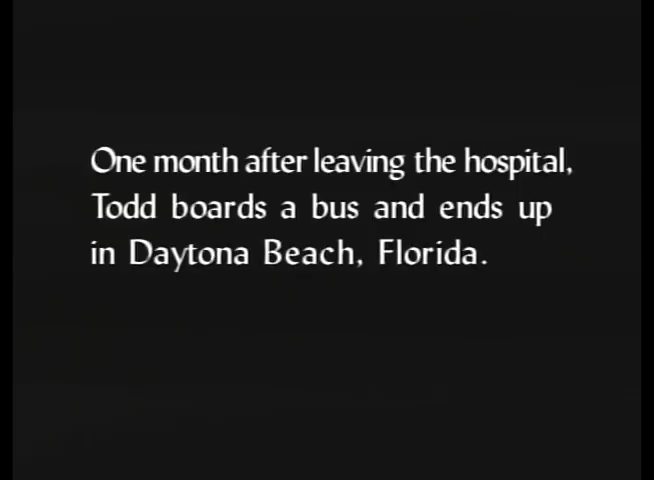 One month after leaving the hospital,
Todd boards a bus and ends up
in Daytona Beach, Florida.